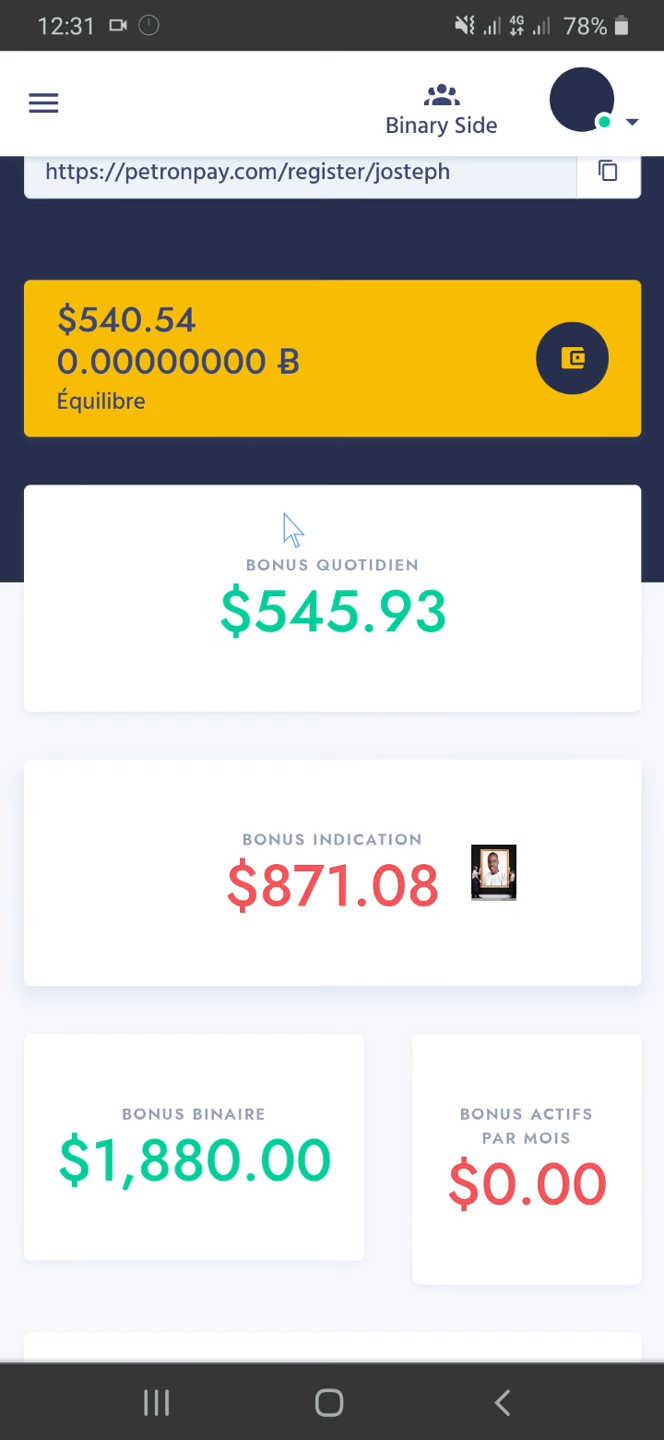 12:31
4G
78%
Binary Side
https://petronpay.com/register/josteph
$540.54
0.00000000 Ƀ
Équilibre
BONUS QUOTIDIEN
$545.93
BONUS INDICATION
$871.08
BONUS BINAIRE
$1,880.00
BONUS ACTIFS
PAR MOIS
$0.00